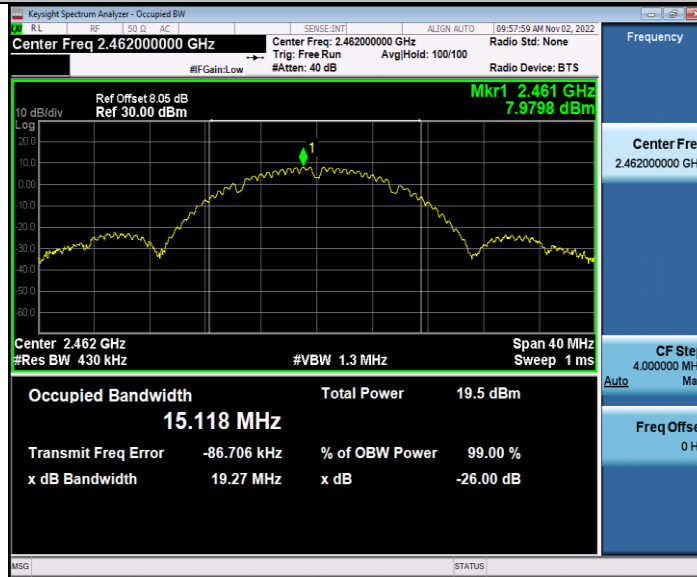 Keysight Spectrum Analyzer - Occupied BW
RL RF 50 Ω AC SENSE:INT ALIGN AUTO 09:57:59 AM Nov 02, 2022
Center Freq 2.462000000 GHz Center Freq: 2.462000000 GHz Radio Std: None
Trig: Free Run Avg|Hold: 100/100
#IFGain:Low #Atten: 40 dB Radio Device: BTS
Frequency
Ref Offset 8.05 dB
10 dB/div Ref 30.00 dBm
Mkr1 2.461 GHz
7.9798 dBm
Log
20.0
10.0
0.00
-10.0
-20.0
-30.0
-40.0
-50.0
-60.0
1
Center 2.462 GHz Span 40 MHz
#Res BW 430 kHz #VBW 1.3 MHz Sweep 1 ms
Occupied Bandwidth Total Power 19.5 dBm
15.118 MHz
Transmit Freq Error -86.706 kHz % of OBW Power 99.00 %
x dB Bandwidth 19.27 MHz x dB -26.00 dB
Center Fre
2.462000000 GH
CF Ste
4.000000 MH
Auto Ma
Freq Offse
0 H
MSG STATUS